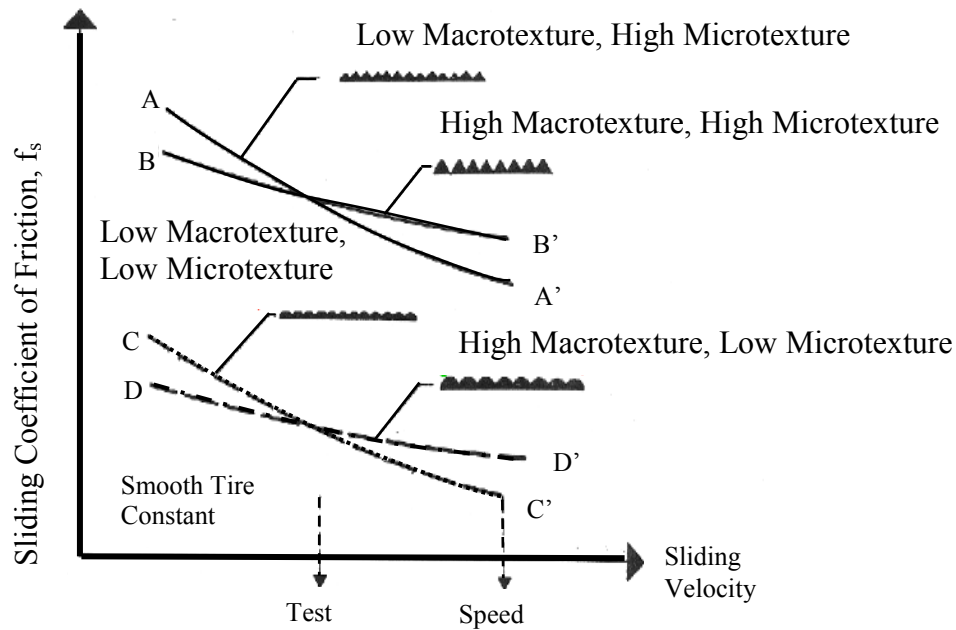 Low Macrotexture, High Microtexture
A
High Macrotexture, High Microtexture
B
Low Macrotexture,
Low Microtexture
B’
A’
C
High Macrotexture, Low Microtexture
D
D’
Smooth Tire
Constant
C’
Sliding Coefficient of Friction, fs
Sliding
Velocity
Test
Speed